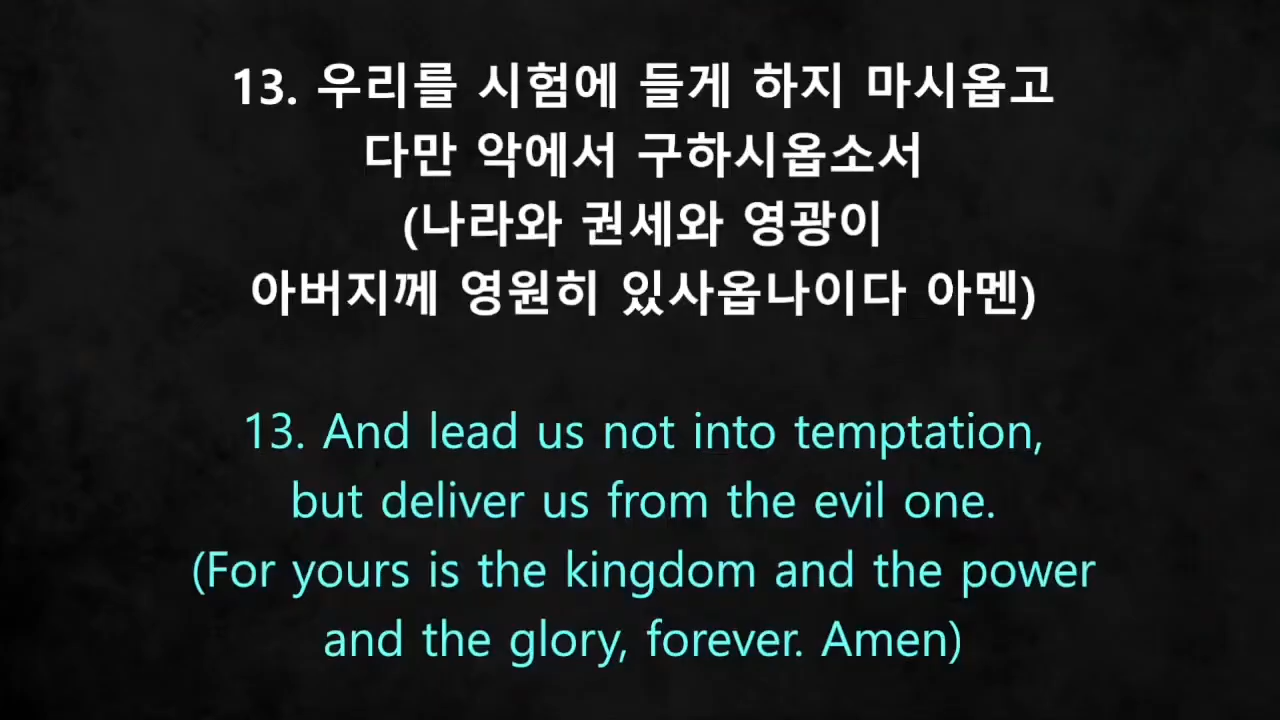 13. 우리를 시험에 들게 하지 마시옵고
다만 악에서 구하시옵소서
(나라와 권세와 영광이
아버지께 영원히 있사옵나이다 아멘)
13. And lead us not into temptation,
but deliver us from the evil one.
(For yours is the kingdom and the power
and the glory, forever. Amen)